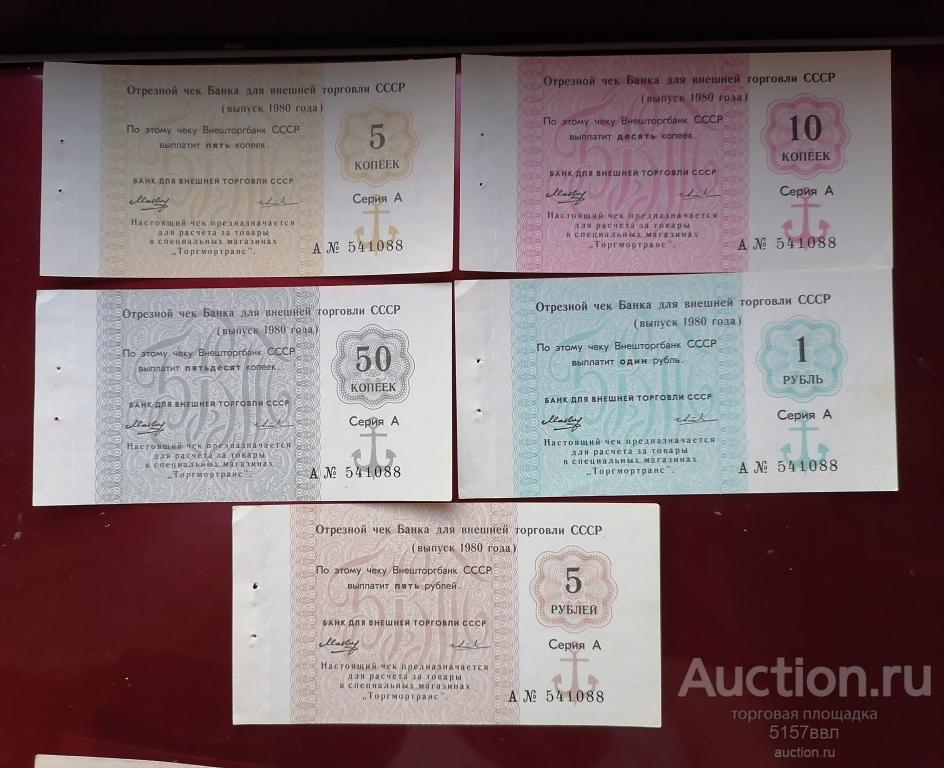 Отрезной чек Банка для внешней торговли СССР
(выпуск 1980 года)
По этому чеку Внешторгбанк СССР
выплатит пять копеек.
5
КОПЕЕК
БАНК ДЛЯ ВНЕШНЕЙ ТОРГОВЛИ СССР
Серия А
Настоящий чек предназначается
для расчета за товары
в специальных магазинах
„Торгмортранс".
А № 541088
Отрезной чек Банка для внешней торговли СССР
(выпуск 1980 года)
По этому чеку Внешторгбанк СССР
выплатит десять копеек.
10
КОПЕЕК
БАНК ДЛЯ ВНЕШНЕЙ ТОРГОВЛИ СССР
Серия А
Настоящий чек предназначается
для расчета за товары
в специальных магазинах
„Торгмортранс".
А № 541088
Отрезной чек Банка для внешней торговли СССР
(выпуск 1980 года)
По этому чеку Внешторгбанк СССР
выплатит пятьдесят копеек.
50
КОПЕЕК
БАНК ДЛЯ ВНЕШНЕЙ ТОРГОВЛИ СССР
Серия А
Настоящий чек предназначается
для расчета за товары
в специальных магазинах
„Торгмортранс".
А № 541088
Отрезной чек Банка для внешней торговли СССР
(выпуск 1980 года)
По этому чеку Внешторгбанк СССР
выплатит один рубль.
1
РУБЛЬ
БАНК ДЛЯ ВНЕШНЕЙ ТОРГОВЛИ СССР
Серия А
Настоящий чек предназначается
для расчета за товары
в специальных магазинах
„Торгмортранс".
А № 541088
Отрезной чек Банка для внешней торговли СССР
(выпуск 1980 года)
По этому чеку Внешторгбанк СССР
выплатит пять рублей.
5
РУБЛЕЙ
БАНК ДЛЯ ВНЕШНЕЙ ТОРГОВЛИ СССР
Серия А
Настоящий чек предназначается
для расчета за товары
в специальных магазинах
„Торгмортранс".
А № 541088
Auction.ru
торговая площадка
5157ввл
auction.ru